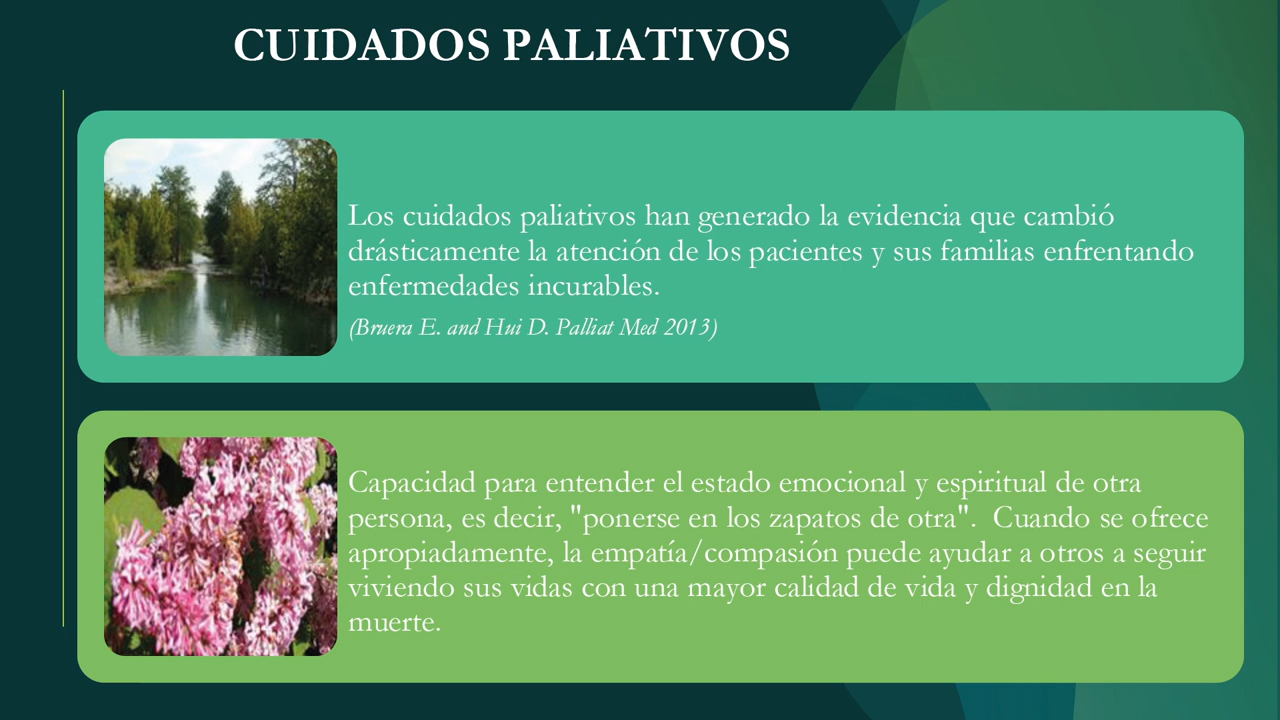 CUIDADOS PALIATIVOS
Los cuidados paliativos han generado la evidencia que cambió
drásticamente la atención de los pacientes y sus familias enfrentando
enfermedades incurables.
(Bruera E. and Hui D. Palliat Med 2013)
Capacidad para entender el estado emocional y espiritual de otra
persona, es decir, "ponerse en los zapatos de otra".  Cuando se ofrece
apropiadamente, la empatía/compasión puede ayudar a otros a seguir
viviendo sus vidas con una mayor calidad de vida y dignidad en la
muerte.